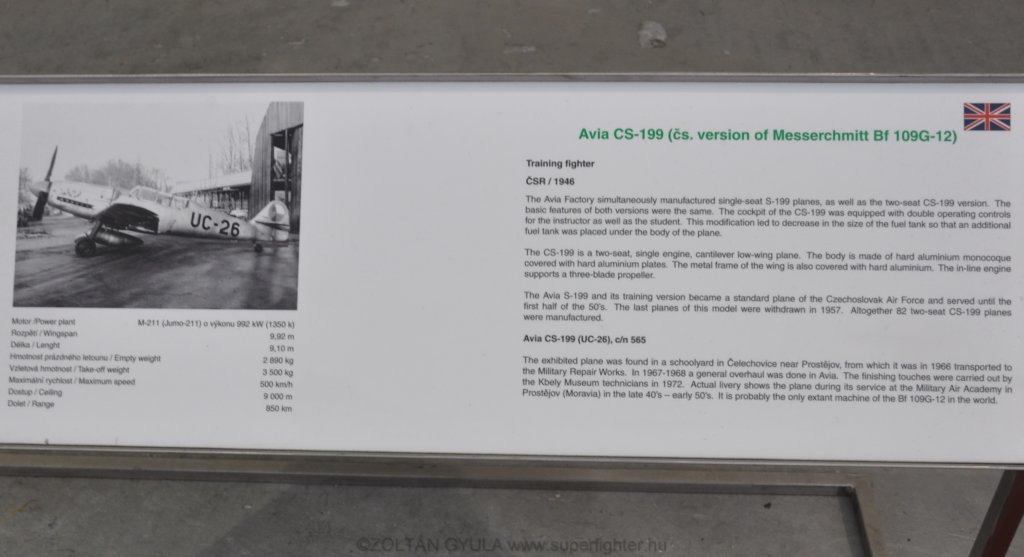 UC-26
Motor /Power plant M-211 (Jumo-211) o výkonu 992 kW (1350 k)
Rozpětí / Wingspan 9,92 m
Délka / Lenght 9,10 m
Hmotnost prázdného letounu / Empty weight 2 890 kg
Vzletová hmotnost / Take-off weight 3 500 kg
Maximální rychlost / Maximum speed 500 km/h
Dostup / Ceiling 9 000 m
Dolet / Range 850 km
Avia CS-199 (čs. version of Messerchmitt Bf 109G-12)
Training fighter
ČSR / 1946
The Avia Factory simultaneously manufactured single-seat S-199 planes, as well as the two-seat CS-199 version. The
basic features of both versions were the same. The cockpit of the CS-199 was equipped with double operating controls
for the instructor as well as the student. This modification led to decrease in the size of the fuel tank so that an additional
fuel tank was placed under the body of the plane.
The CS-199 is a two-seat, single engine, cantilever low-wing plane. The body is made of hard aluminium monocoque
covered with hard aluminium plates. The metal frame of the wing is also covered with hard aluminium. The in-line engine
supports a three-blade propeller.
The Avia S-199 and its training version became a standard plane of the Czechoslovak Air Force and served until the
first half of the 50's. The last planes of this model were withdrawn in 1957. Altogether 82 two-seat CS-199 planes
were manufactured.
Avia CS-199 (UC-26), c/n 565
The exhibited plane was found in a schoolyard in Čelechovice near Prostějov, from which it was in 1966 transported to
the Military Repair Works. In 1967-1968 a general overhaul was done in Avia. The finishing touches were carried out by
the Kbely Museum technicians in 1972. Actual livery shows the plane during its service at the Military Air Academy in
Prostějov (Moravia) in the late 40's – early 50's. It is probably the only extant machine of the Bf 109G-12 in the world.
©ZOLTÁN GYULA www.superfighter.hu